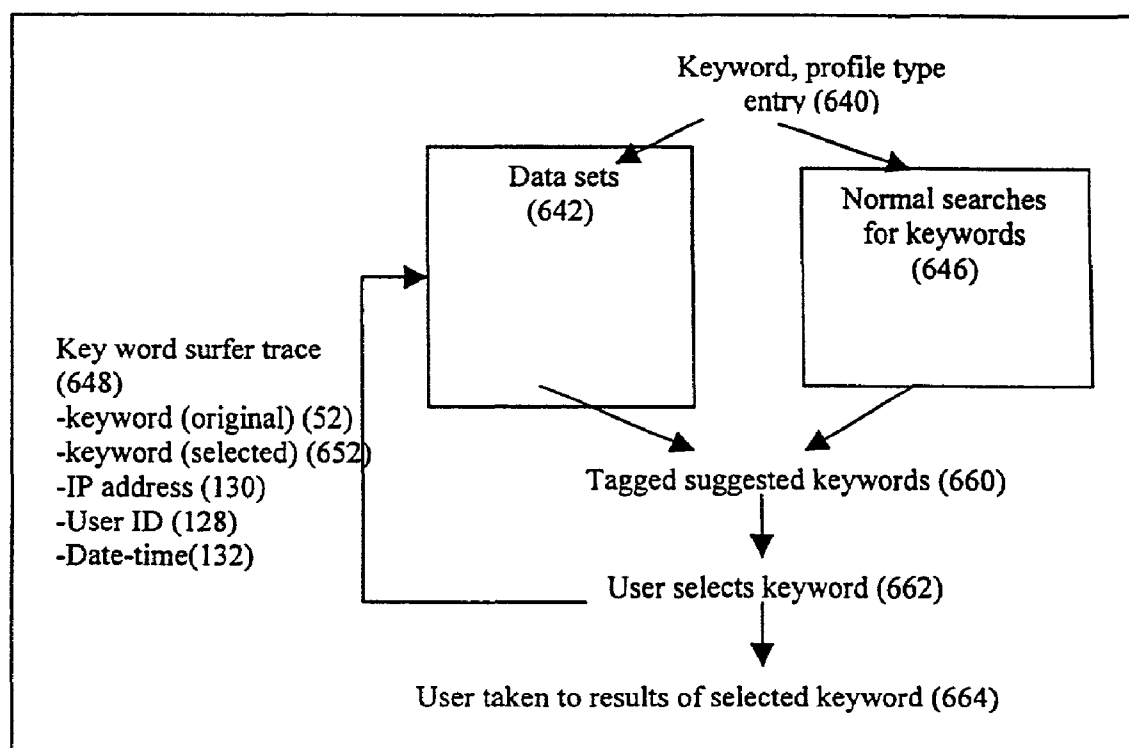 Keyword, profile type
entry (640)
Data sets
(642)
Normal searches
for keywords
(646)
Key word surfer trace
(648)
-keyword (original) (52)
-keyword (selected) (652)
-IP address (130)
-User ID (128)
-Date-time(132)
Tagged suggested keywords (660)
User selects keyword (662)
User taken to results of selected keyword (664)